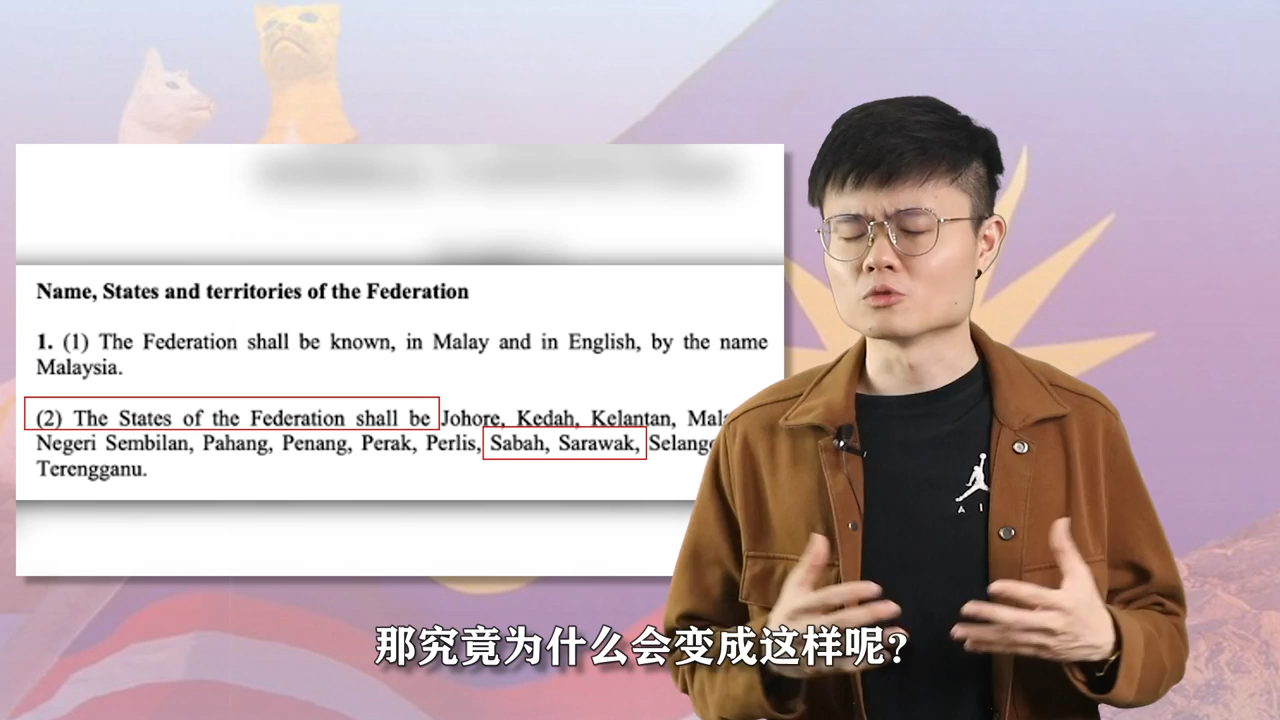 Name, States and territories of the Federation
1. (1) The Federation shall be known, in Malay and in English, by the name
Malaysia.
(2) The States of the Federation shall be Johore, Kedah, Kelantan,
Negeri Sembilan, Pahang, Penang, Perak, Perlis, Sabah, Sarawak,
Terengganu.
那究竟为什么会变成这样呢?